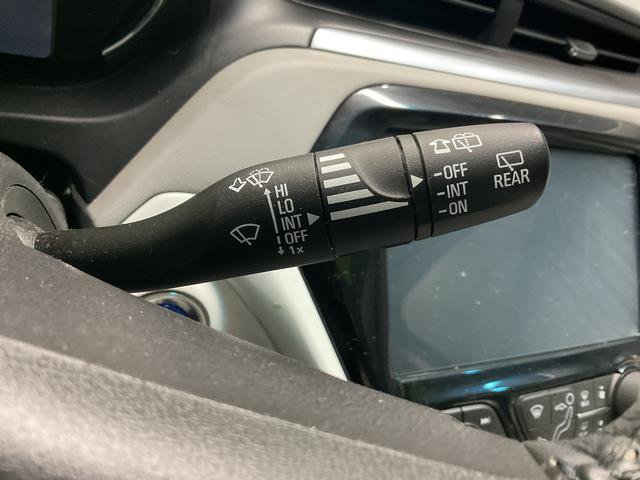 HI
LO
INT
OFF
1x
-OFF
-INT
-ON
REAR